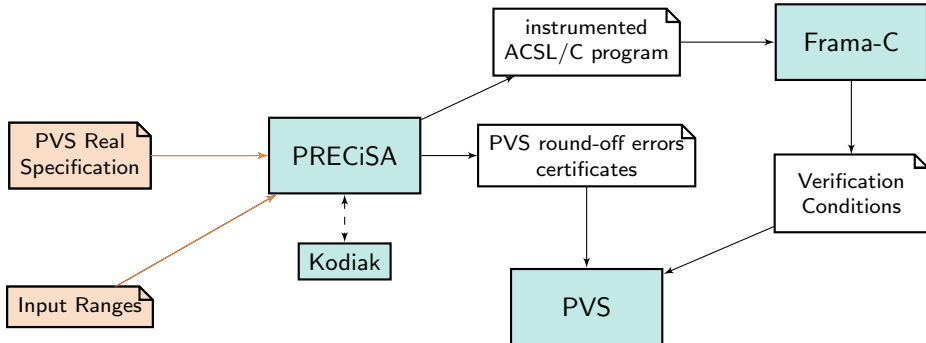 instrumented
ACSL/C program
Frama-C
PVS Real
Specification
PRECiSA
PVS round-off errors
certificates
Verification
Conditions
Kodiak
Input Ranges
PVS